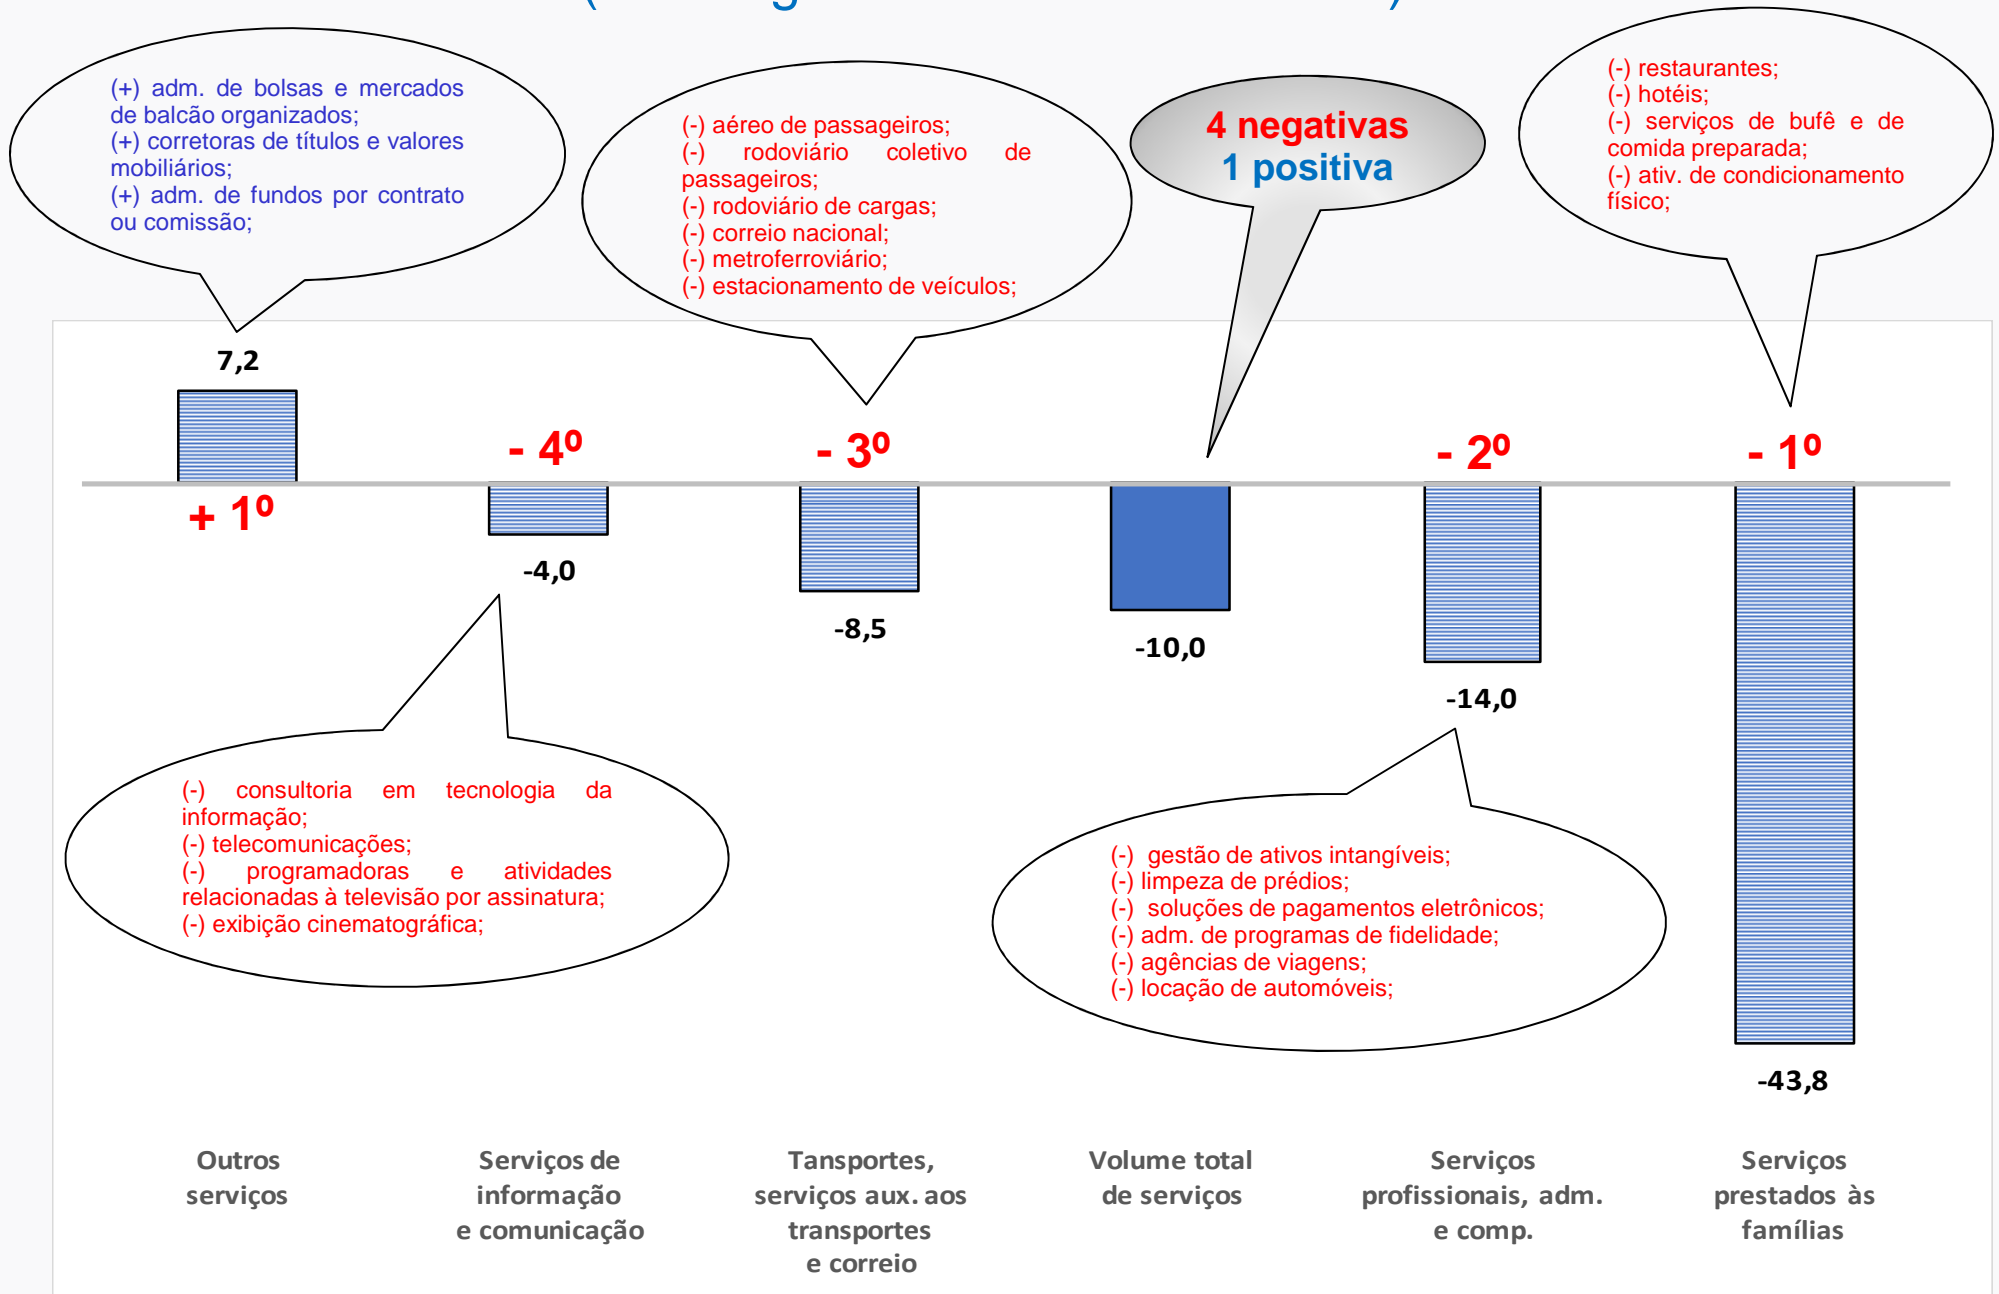 (+) adm. de bolsas e mercados
de balcão organizados;
(+) corretoras de títulos e valores
mobiliários;
(+) adm. de fundos por contrato
ou comissão;
(-) aéreo de passageiros;
(-) rodoviário coletivo de
passageiros;
(-) rodoviário de cargas;
(-) correio nacional;
(-) metroferroviário;
(-) estacionamento de veículos;
4 negativas
1 positiva
(-) restaurantes;
(-) hotéis;
(-) serviços de bufê e de
comida preparada;
(-) ativ. de condicionamento
físico;
7,2
+ 1º
- 4º
- 3º
- 2º
- 1º
-4,0
-8,5
-10,0
-14,0
-43,8
(-) consultoria em tecnologia da
informação;
(-) telecomunicações;
(-) programadoras e atividades
relacionadas à televisão por assinatura;
(-) exibição cinematográfica;
(-) gestão de ativos intangíveis;
(-) limpeza de prédios;
(-) soluções de pagamentos eletrônicos;
(-) adm. de programas de fidelidade;
(-) agências de viagens;
(-) locação de automóveis;
Outros
serviços
Serviços de
informação
e comunicação
Tansportes,
serviços aux. aos
transportes
e correio
Volume total
de serviços
Serviços
profissionais, adm.
e comp.
Serviços
prestados às
famílias